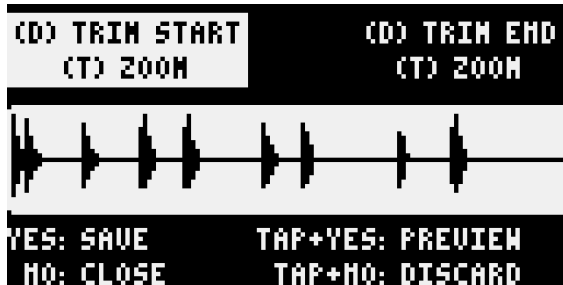 (D) TRIM START
(T) ZOOM
(D) TRIM END
(T) ZOOM
YES: SAVE
TAP+YES: PREVIEW
NO: CLOSE
TAP+NO: DISCARD